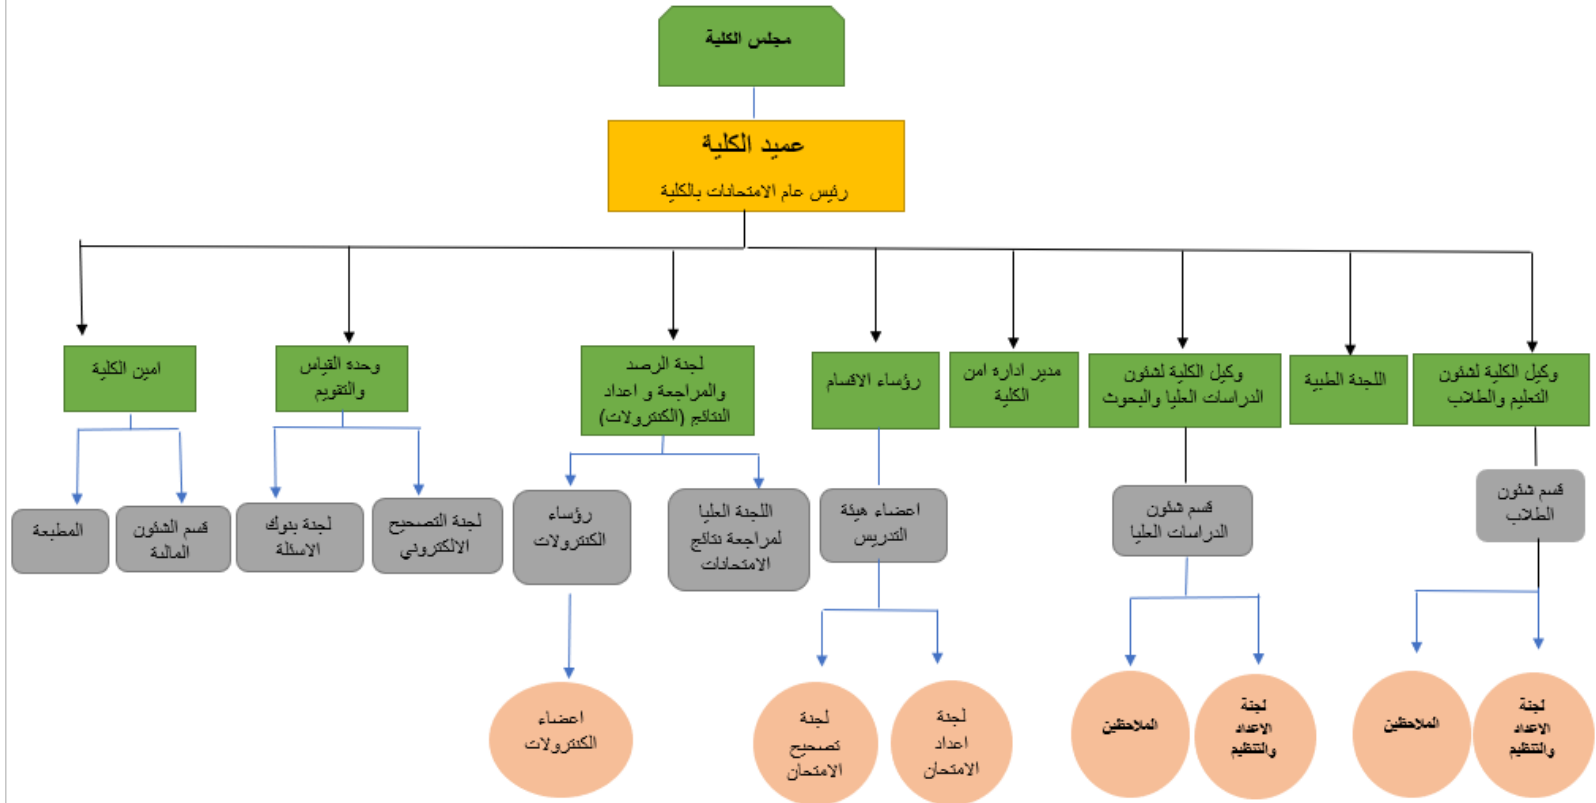 مجلس الكلية
عميد الكلية
رئيس عام الامتحانات بالكلية
وكيل الكلية لشئون
التعليم والطلاب
اللجنة الطبية
وكيل الكلية لشئون
الدراسات العليا والبحوث
مدير اداره امن
الكلية
رؤساء الاقسام
لجنة الرصد
والمراجعة و اعداد
النتائج (الكنترولات)
وحدة القياس
والتقويم
امين الكلية
قسم شئون
الطلاب
قسم شئون
الدراسات العليا
اعضاء هيئة
التدريس
اللجنة العليا
لمراجعة نتائج
الامتحانات
رؤساء
الكنترولات
لجنة التصحيح
الالكتروني
لجنة بنوك
الاسئلة
قسم الشئون
المالية
المطبعة
لجنة
الاعداد
والتنظيم
الملاحظين
لجنة
الاعداد
والتنظيم
الملاحظين
لجنة
اعداد
الامتحان
لجنة
تصحيح
الامتحان
اعضاء
الكنترولات